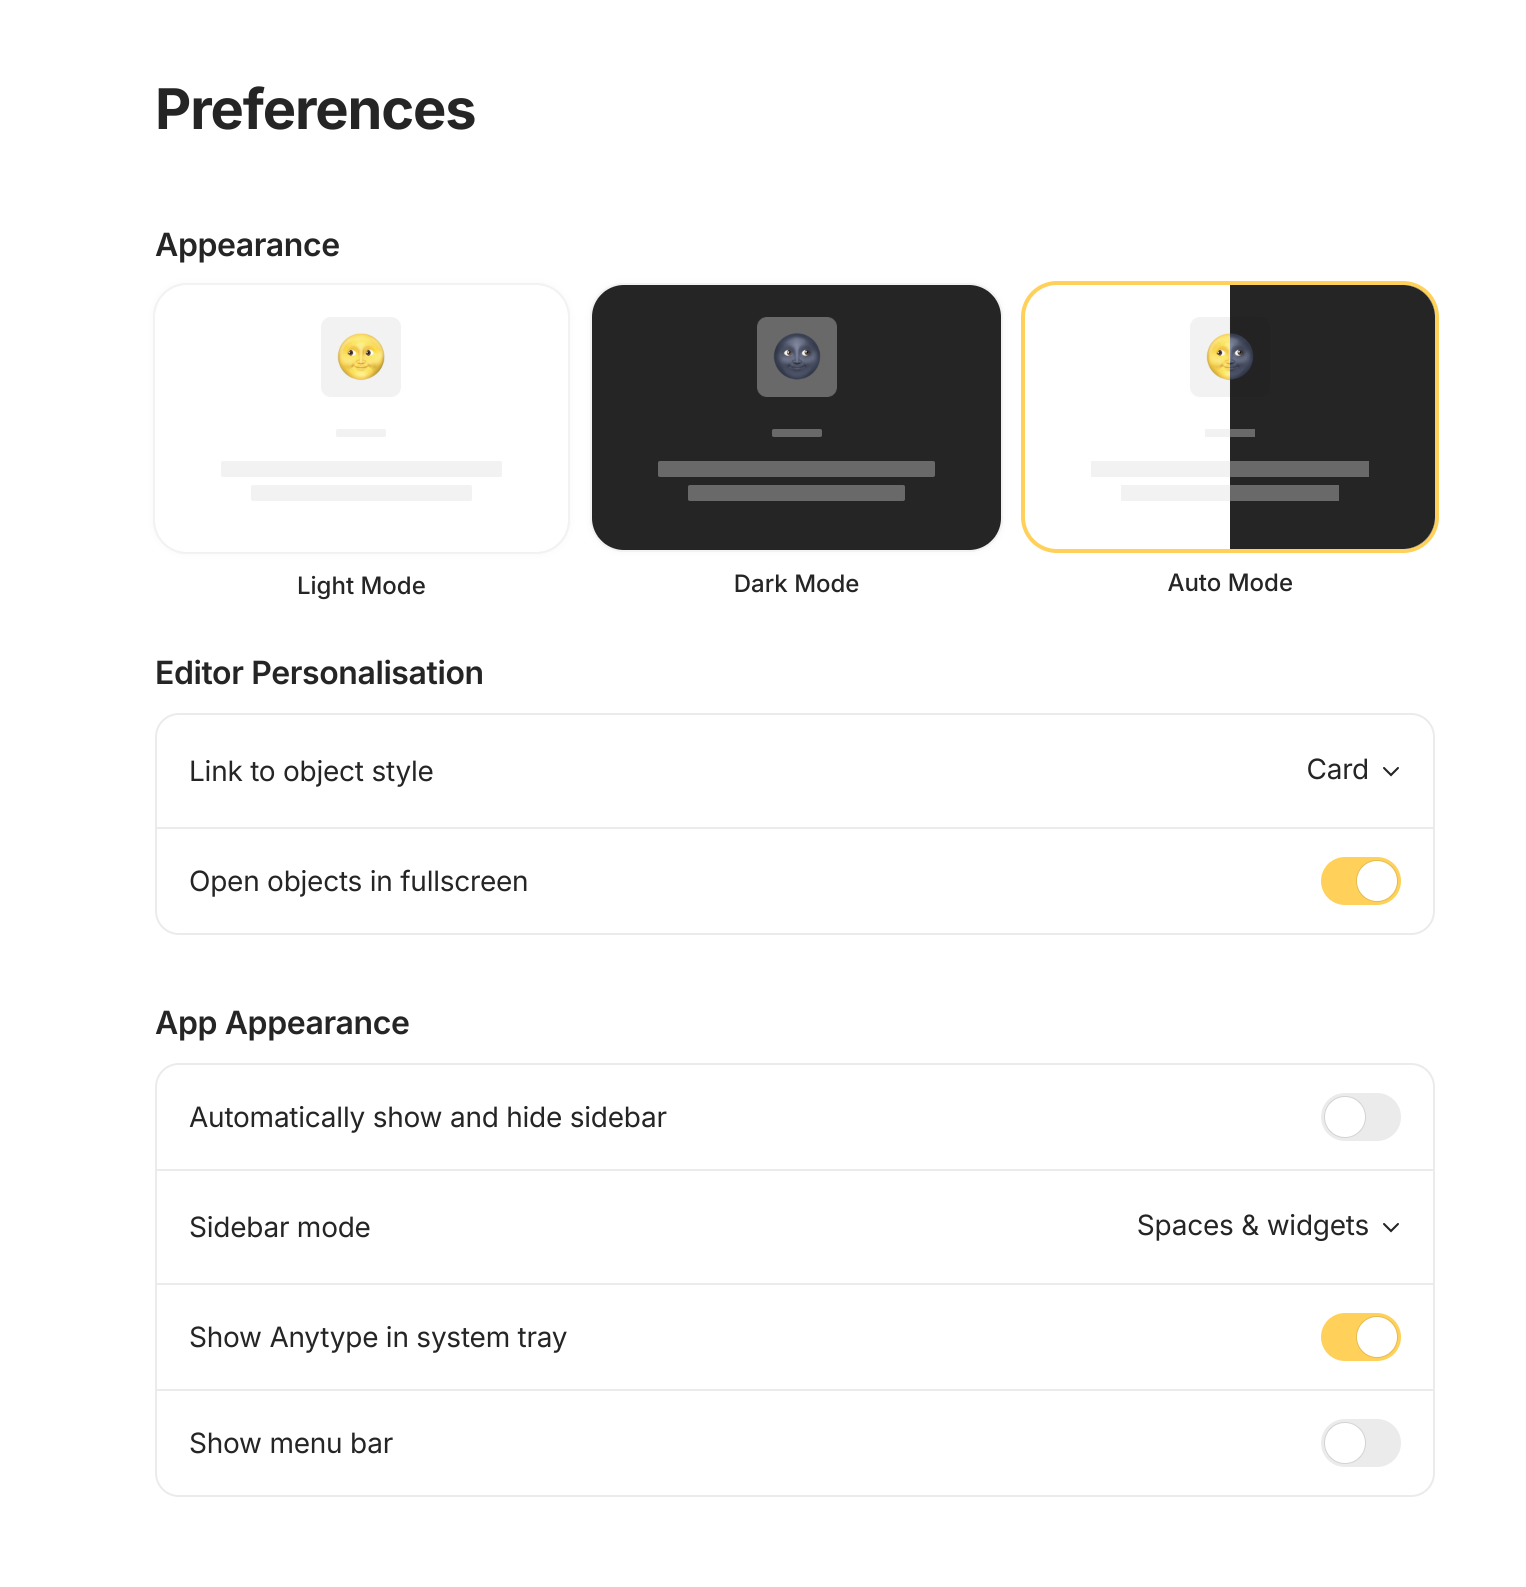 Preferences
Appearance
Light Mode
Dark Mode
Auto Mode
Editor Personalisation
Link to object style
Card
Open objects in fullscreen
App Appearance
Automatically show and hide sidebar
Sidebar mode
Spaces & widgets
Show Anytype in system tray
Show menu bar